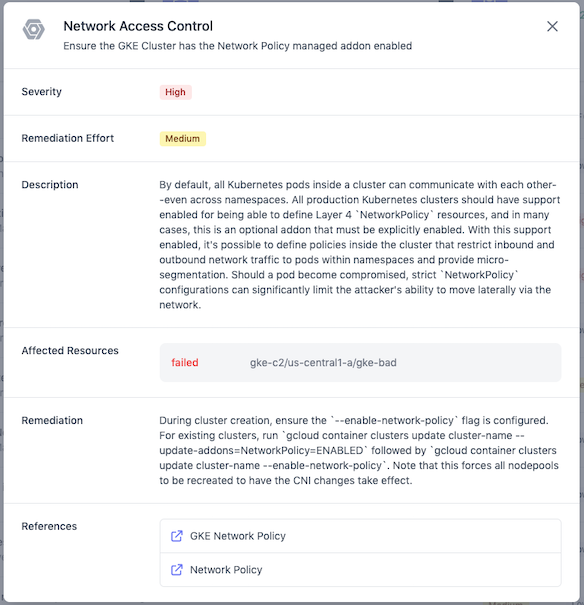 Network Access Control
Ensure the GKE Cluster has the Network Policy managed addon enabled
Severity
High
Remediation Effort
Medium
Description
By default, all Kubernetes pods inside a cluster can communicate with each other-
-even across namespaces. All production Kubernetes clusters should have support
enabled for being able to define Layer 4 `NetworkPolicy` resources, and in many
cases, this is an optional addon that must be explicitly enabled. With this support
enabled, it's possible to define policies inside the cluster that restrict inbound and
outbound network traffic to pods within namespaces and provide micro-
segmentation. Should a pod become compromised, strict `NetworkPolicy`
configurations can significantly limit the attacker's ability to move laterally via the
network.
Affected Resources
failed gke-c2/us-central1-a/gke-bad
Remediation
During cluster creation, ensure the `--enable-network-policy` flag is configured.
For existing clusters, run `gcloud container clusters update cluster-name --
update-addons=NetworkPolicy=ENABLED` followed by `gcloud container clusters
update cluster-name --enable-network-policy`. Note that this forces all nodepools
to be recreated to have the CNI changes take effect.
References
GKE Network Policy
Network Policy